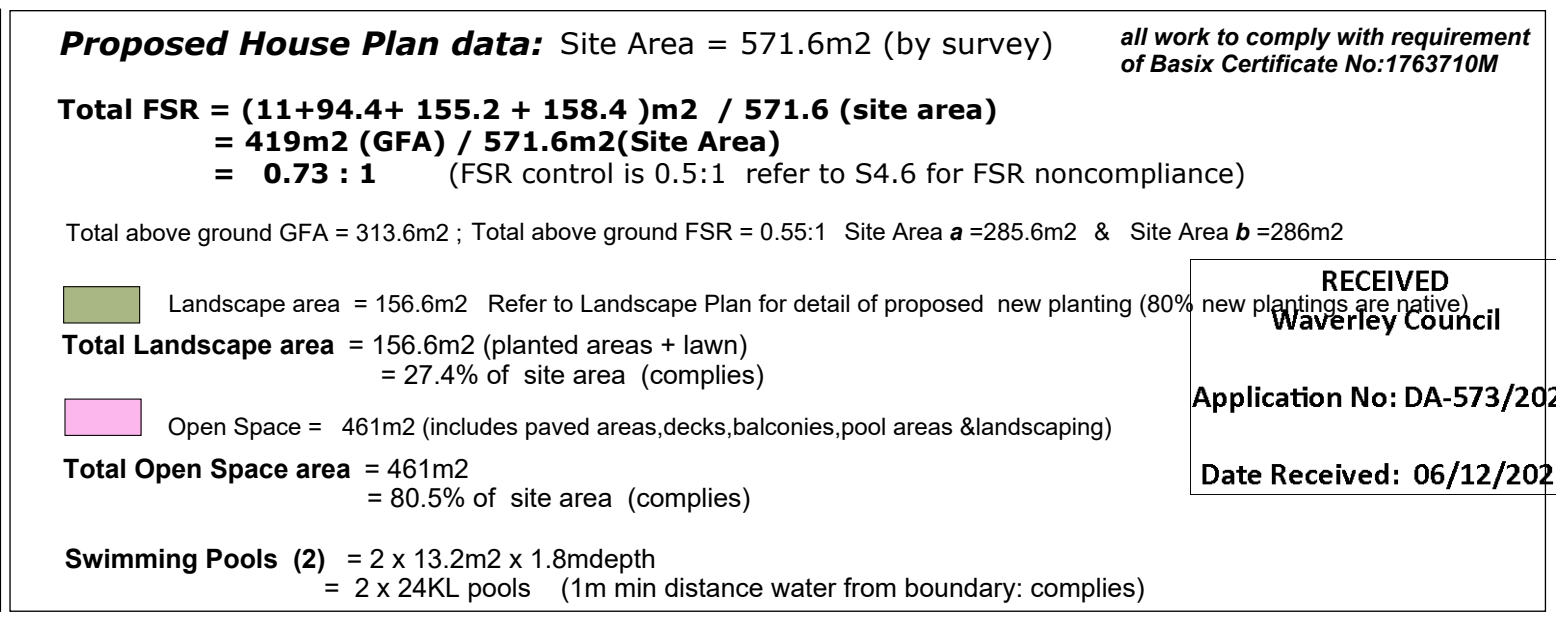 Proposed House Plan data: Site Area = 571.6m2 (by survey)
all work to comply with requirement
of Basix Certificate No:1763710M
Total FSR = (11+94.4+ 155.2 + 158.4 )m2 / 571.6 (site area)
= 419m2 (GFA) / 571.6m2(Site Area)
= 0.73 : 1 (FSR control is 0.5:1 refer to S4.6 for FSR noncompliance)
Total above ground GFA = 313.6m2 ; Total above ground FSR = 0.55:1 Site Area a =285.6m2 & Site Area b =286m2
Landscape area = 156.6m2 Refer to Landscape Plan for detail of proposed new planting (80% new plantings are native)
Total Landscape area = 156.6m2 (planted areas + lawn)
= 27.4% of site area (complies)
Open Space = 461m2 (includes paved areas,decks,balconies,pool areas &landscaping)
Total Open Space area = 461m2
= 80.5% of site area (complies)
Swimming Pools (2) = 2 x 13.2m2 x 1.8mdepth
= 2 x 24KL pools (1m min distance water from boundary: complies)
RECEIVED
Waverley Council
Application No: DA-573/202
Date Received: 06/12/202